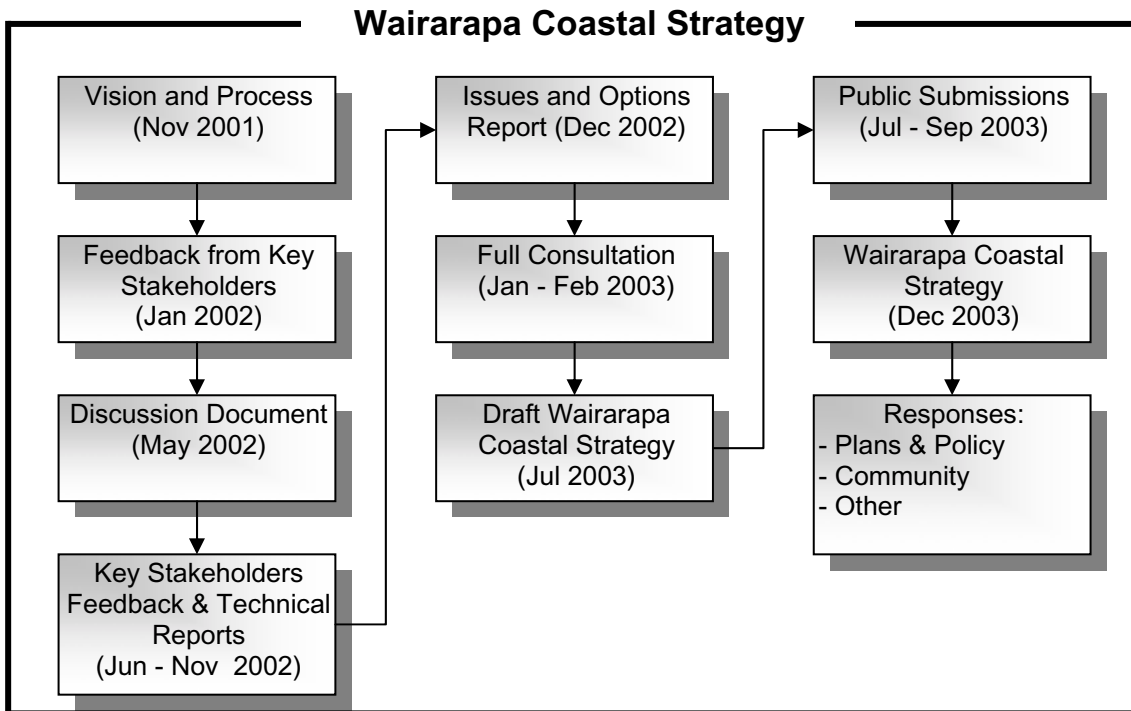 Wairarapa Coastal Strategy
Vision and Process
(Nov 2001)
Feedback from Key
Stakeholders
(Jan 2002)
Discussion Document
(May 2002)
Key Stakeholders
Feedback & Technical
Reports
(Jun - Nov  2002)
Issues and Options
Report (Dec 2002)
Full Consultation
(Jan - Feb 2003)
Draft Wairarapa
Coastal Strategy
(Jul 2003)
Public Submissions
(Jul - Sep 2003)
Wairarapa Coastal
Strategy
(Dec 2003)
Responses:
- Plans & Policy
- Community
- Other